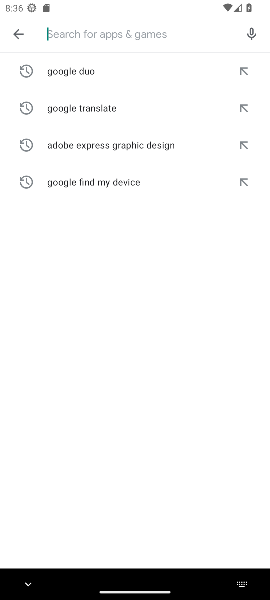 8:36
Search for apps & games
google duo
google translate
adobe express graphic design
google find my device